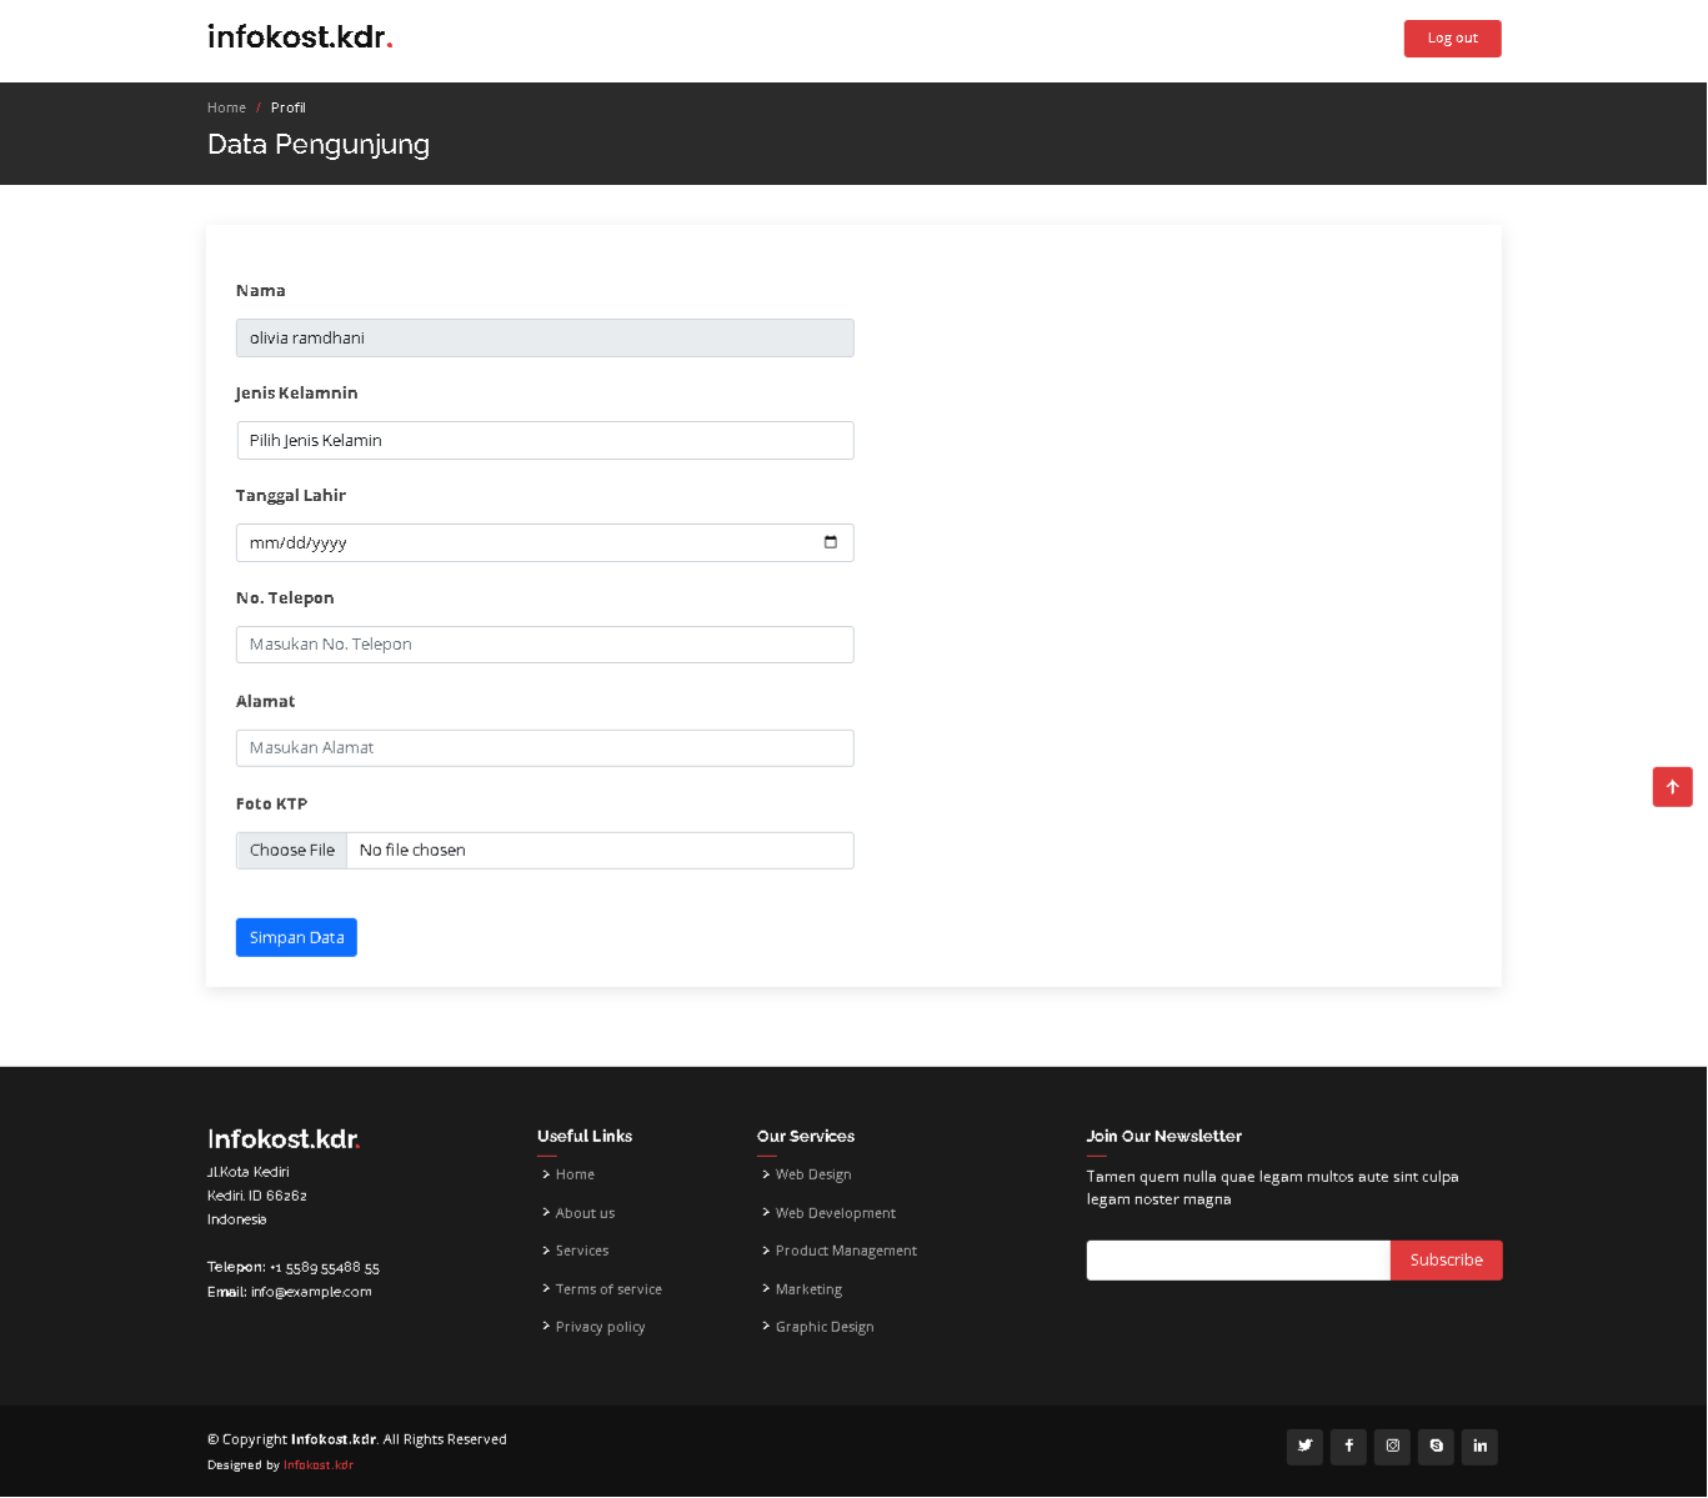 infokost.kdr.
Log out
Home / Profil
Data Pengunjung
Nama
olivia ramdhani
Jenis Kelamnin
Pilih Jenis Kelamin
Tanggal Lahir
mm/dd/yyyy
No. Telepon
Masukan No. Telepon
Alamat
Masukan Alamat
Foto KTP
Choose File No file chosen
Simpan Data
Infokost.kdr.
Jl.Kota Kediri
Kediri. ID 66262
Indonesia
Telepon: +1 5589 55488 55
Email: info@example.com
Useful Links
> Home
> About us
> Services
> Terms of service
> Privacy policy
Our Services
> Web Design
> Web Development
> Product Management
> Marketing
> Graphic Design
Join Our Newsletter
Tamen quem nulla quae legam multos aute sint culpa
legam noster magna
Subscribe
© Copyright Infokost.kdr. All Rights Reserved
Designed by Infokost.kdr